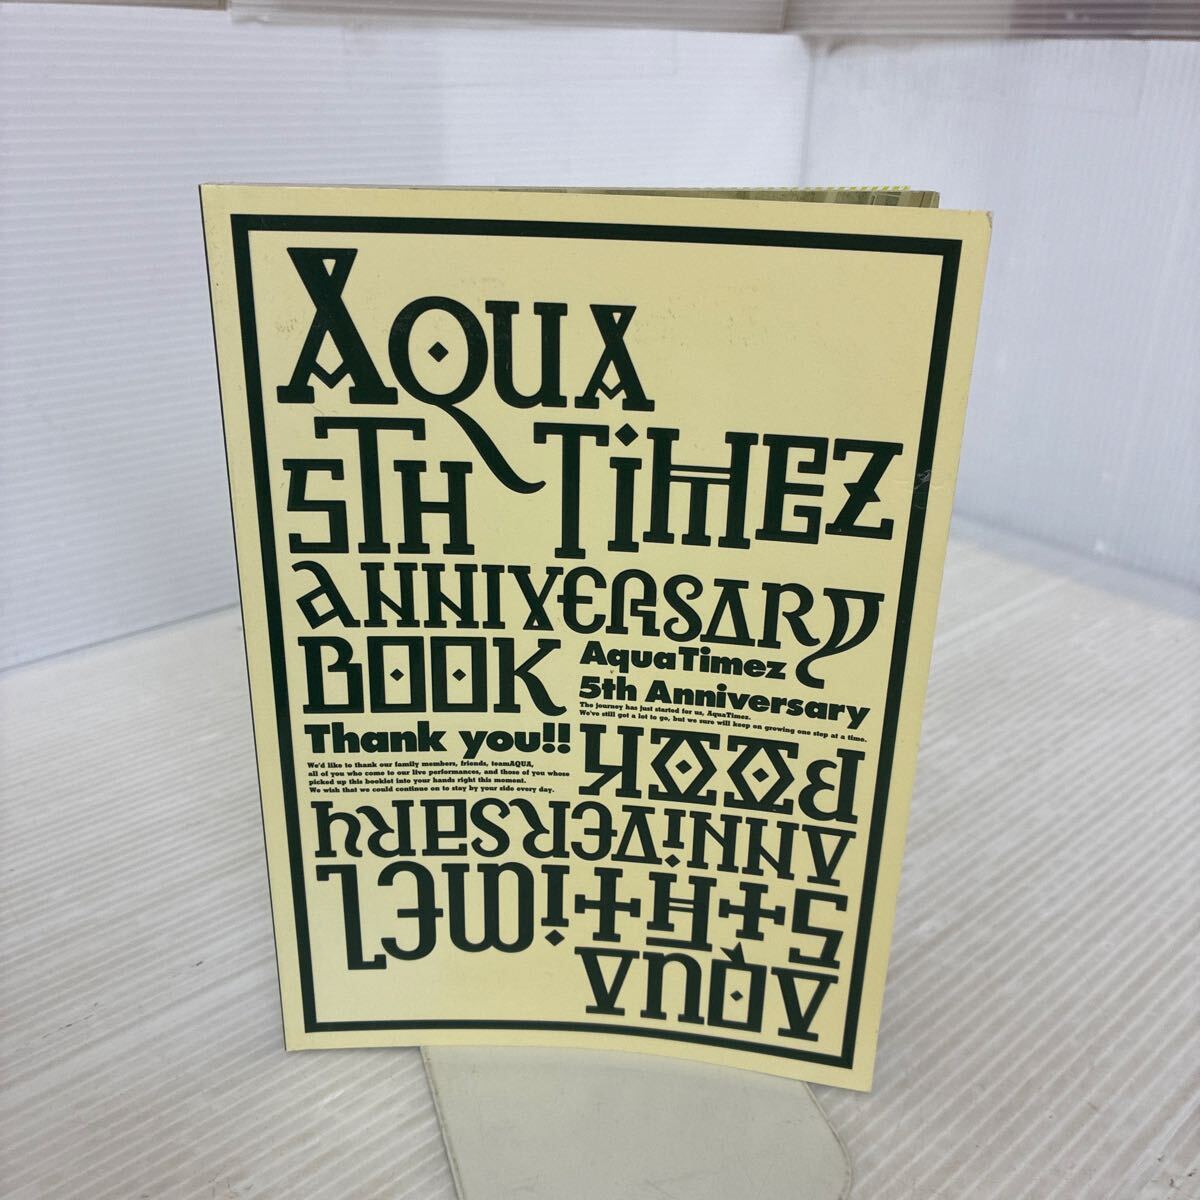 AQUA
5TH TiMEZ
ANNIVERSARY
BOOK
AquaTimez
5th Anniversary
The journey has just started for us, AquaTimez.
We've still got a lot to go, but we sure will keep on growing one step at a time.
Thank you!!
We'd like to thank our family members, friends, teamAQUA,
all of you who come to our live performances, and those of you whose
picked up this booklet into your hands right this moment.
We wish that we could continue on to stay by your side every day.
BOOK
ANNiVERSARY
5TH TiMEZ
AQUA